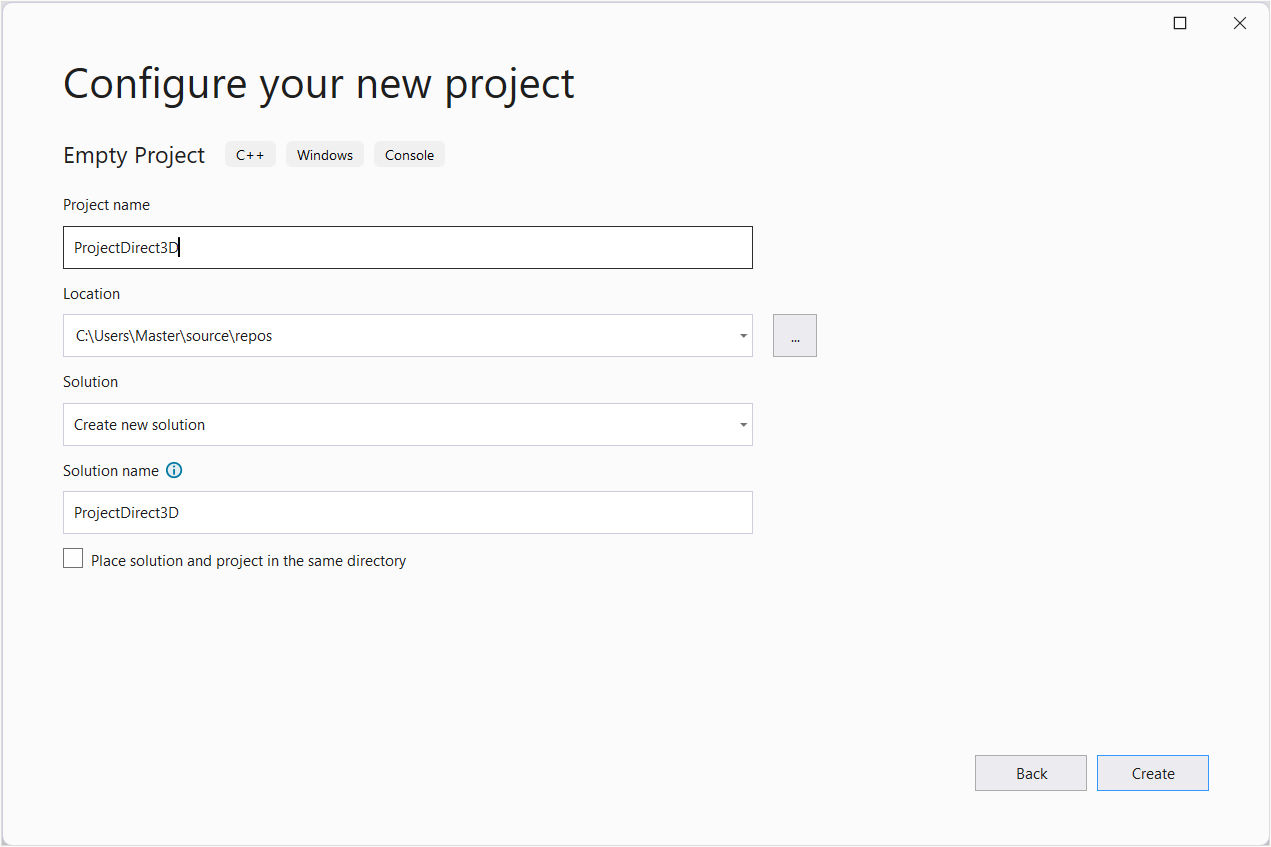 Configure your new project
Empty Project C++ Windows Console
Project name
ProjectDirect3D
Location
C:\Users\Master\source\repos
...
Solution
Create new solution
Solution name
ProjectDirect3D
Place solution and project in the same directory
Back Create